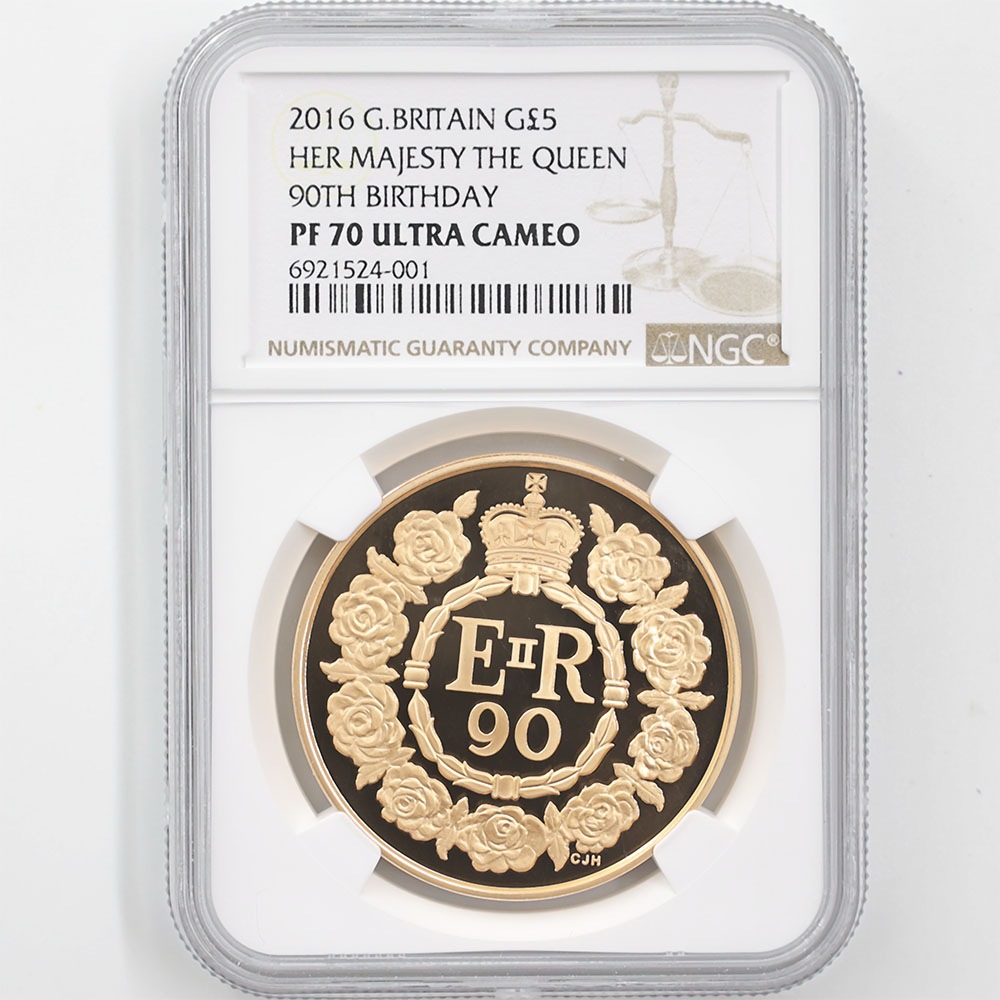 2016 G.BRITAIN G£5
HER MAJESTY THE QUEEN
90TH BIRTHDAY
PF 70 ULTRA CAMEO
6921524-001
NUMISMATIC GUARANTY COMPANY NGC®
EIIR
90
CJH